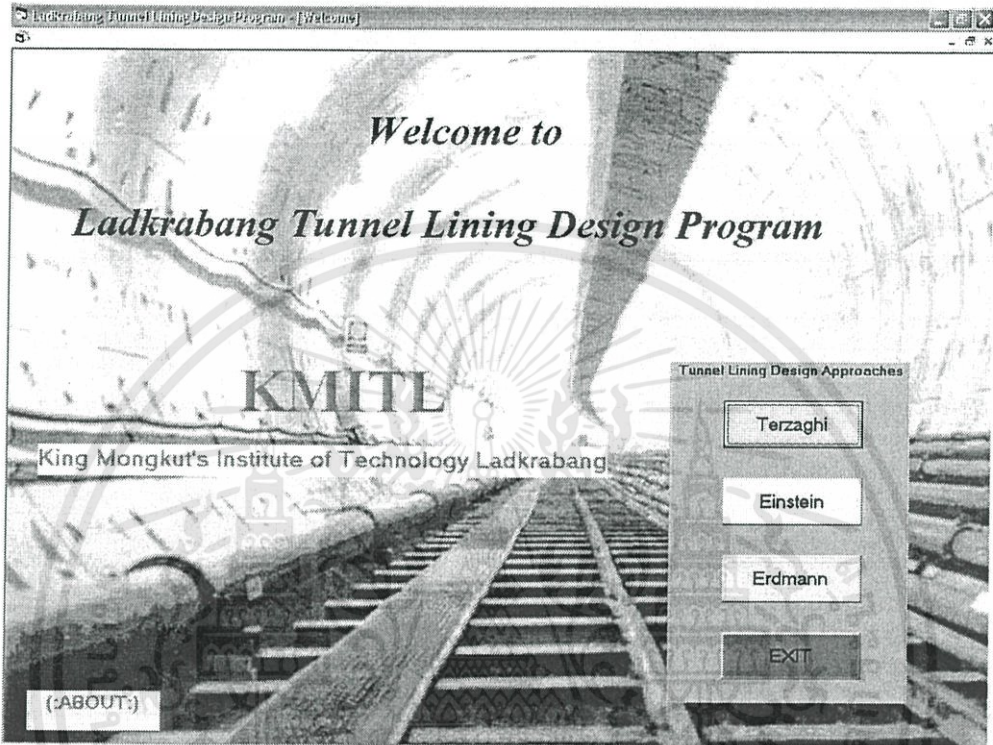 Ladkrabang Tunnel Lining Design Program - [Welcome]
Welcome to
Ladkrabang Tunnel Lining Design Program
KMITL
King Mongkut's Institute of Technology Ladkrabang
Tunnel Lining Design Approaches
Terzaghi
Einstein
Erdmann
EXIT
(:ABOUT:)